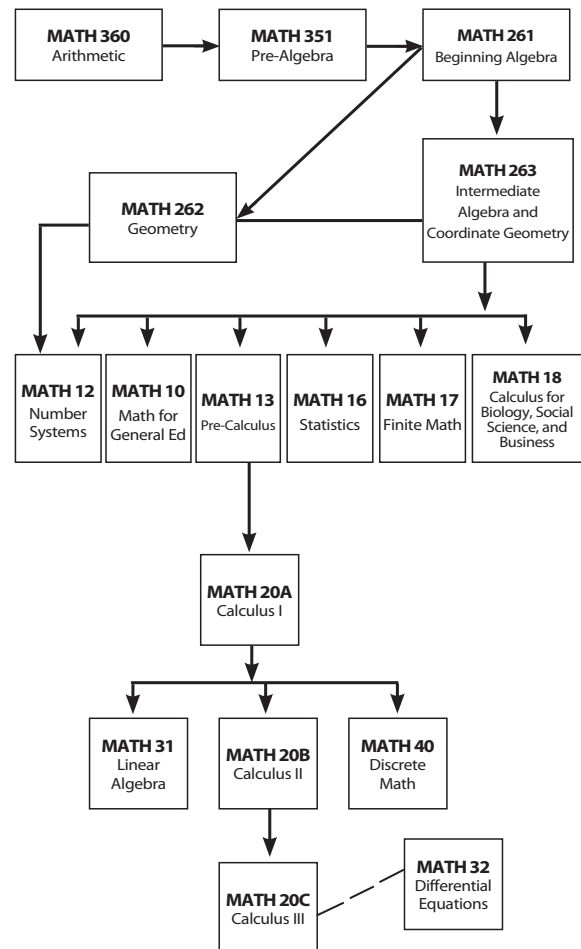 MATH 360
Arithmetic
MATH 351
Pre-Algebra
MATH 261
Beginning Algebra
MATH 262
Geometry
MATH 263
Intermediate
Algebra and
Coordinate Geometry
MATH 12
Number
Systems
MATH 10
Math for
General Ed
MATH 13
Pre-Calculus
MATH 16
Statistics
MATH 17
Finite Math
MATH 18
Calculus for
Biology, Social
Science, and
Business
MATH 20A
Calculus I
MATH 31
Linear
Algebra
MATH 20B
Calculus II
MATH 40
Discrete
Math
MATH 20C
Calculus III
MATH 32
Differential
Equations